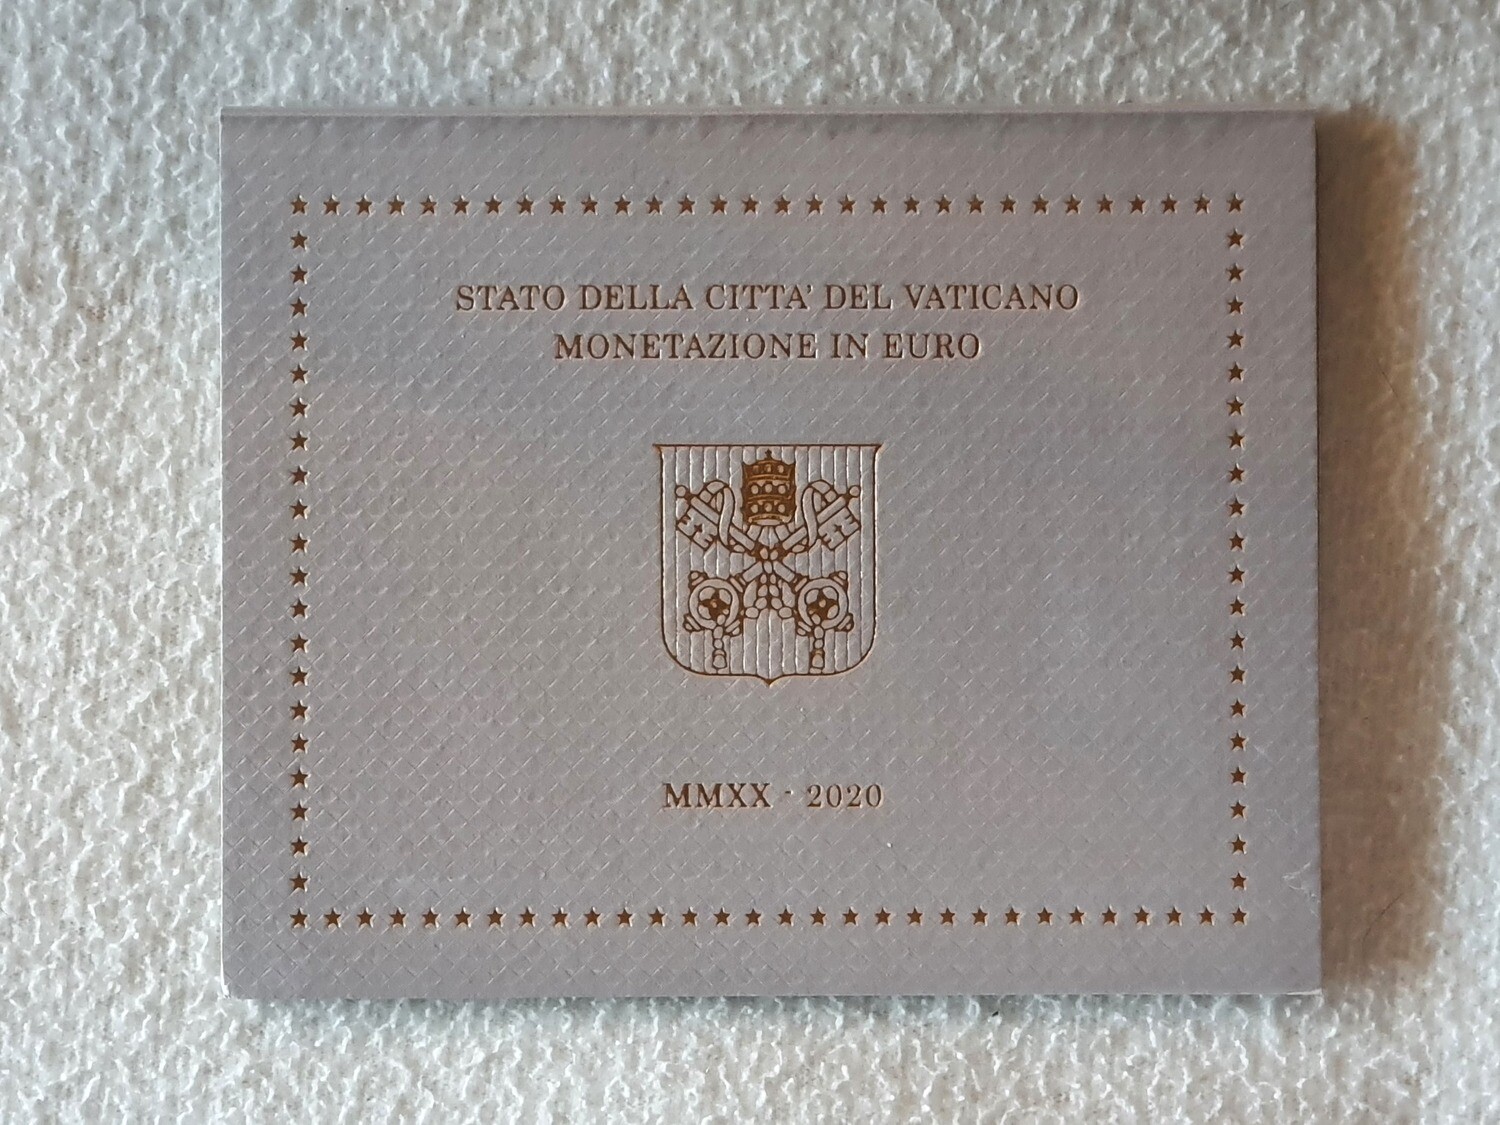 STATO DELLA CITTA' DEL VATICANO
MONETAZIONE IN EURO
MMXX - 2020